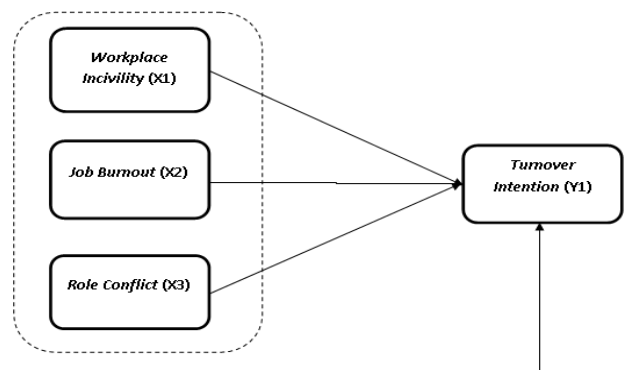 Workplace
Incivility (X1)
Job Burnout (X2)
Role Conflict (X3)
Turnover
Intention (Y1)